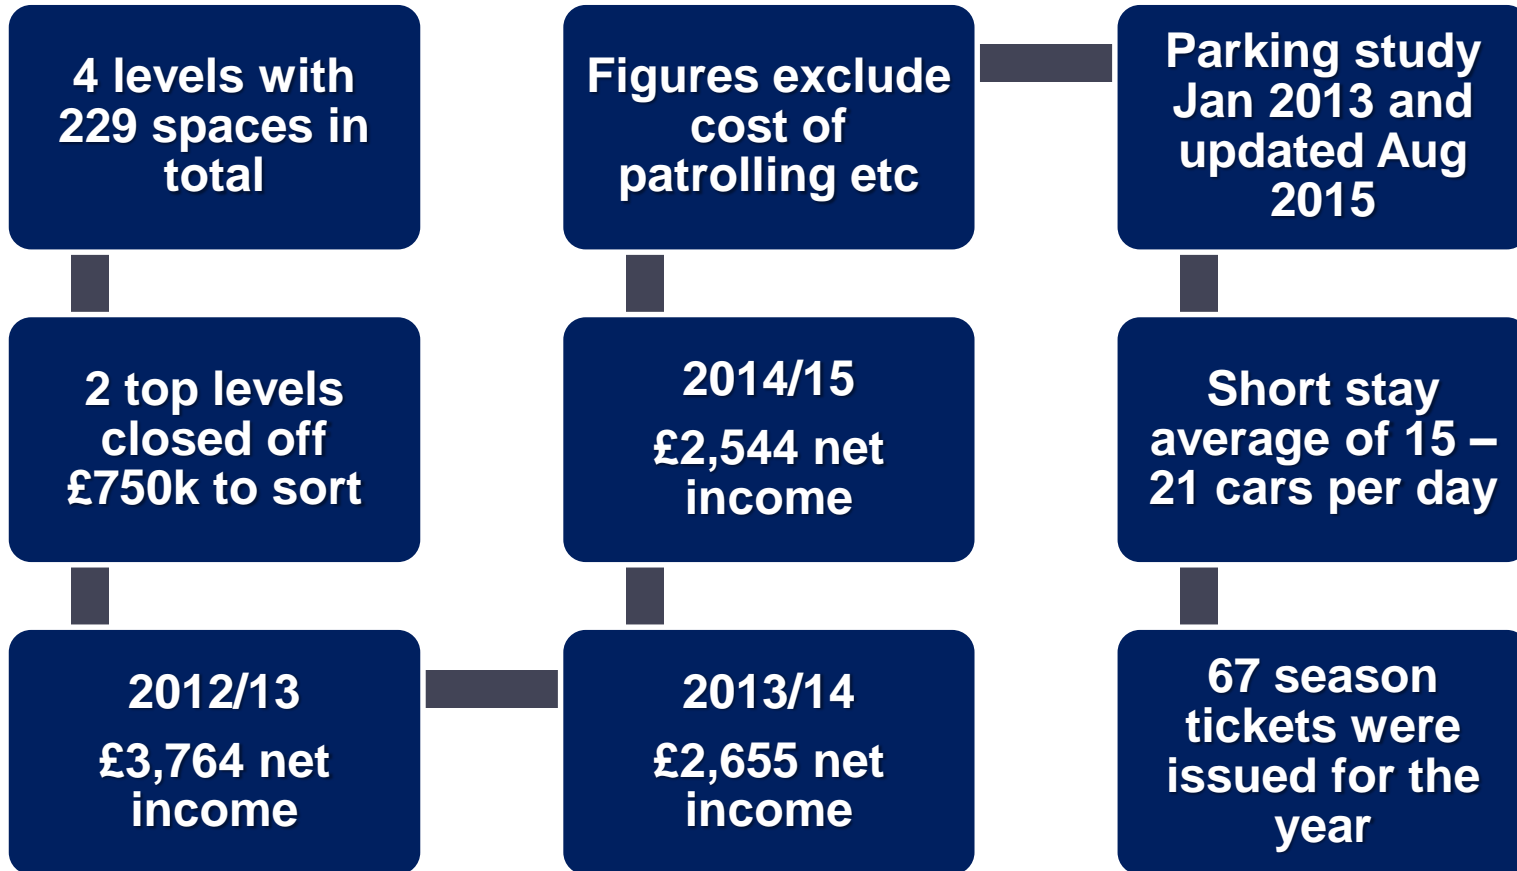 4 levels with
229 spaces in
total
2 top levels
closed off
£750k to sort
2012/13
£3,764 net
income
2013/14
£2,655 net
income
2014/15
£2,544 net
income
Figures exclude
cost of
patrolling etc
Parking study
Jan 2013 and
updated Aug
2015
Short stay
average of 15 –
21 cars per day
67 season
tickets were
issued for the
year